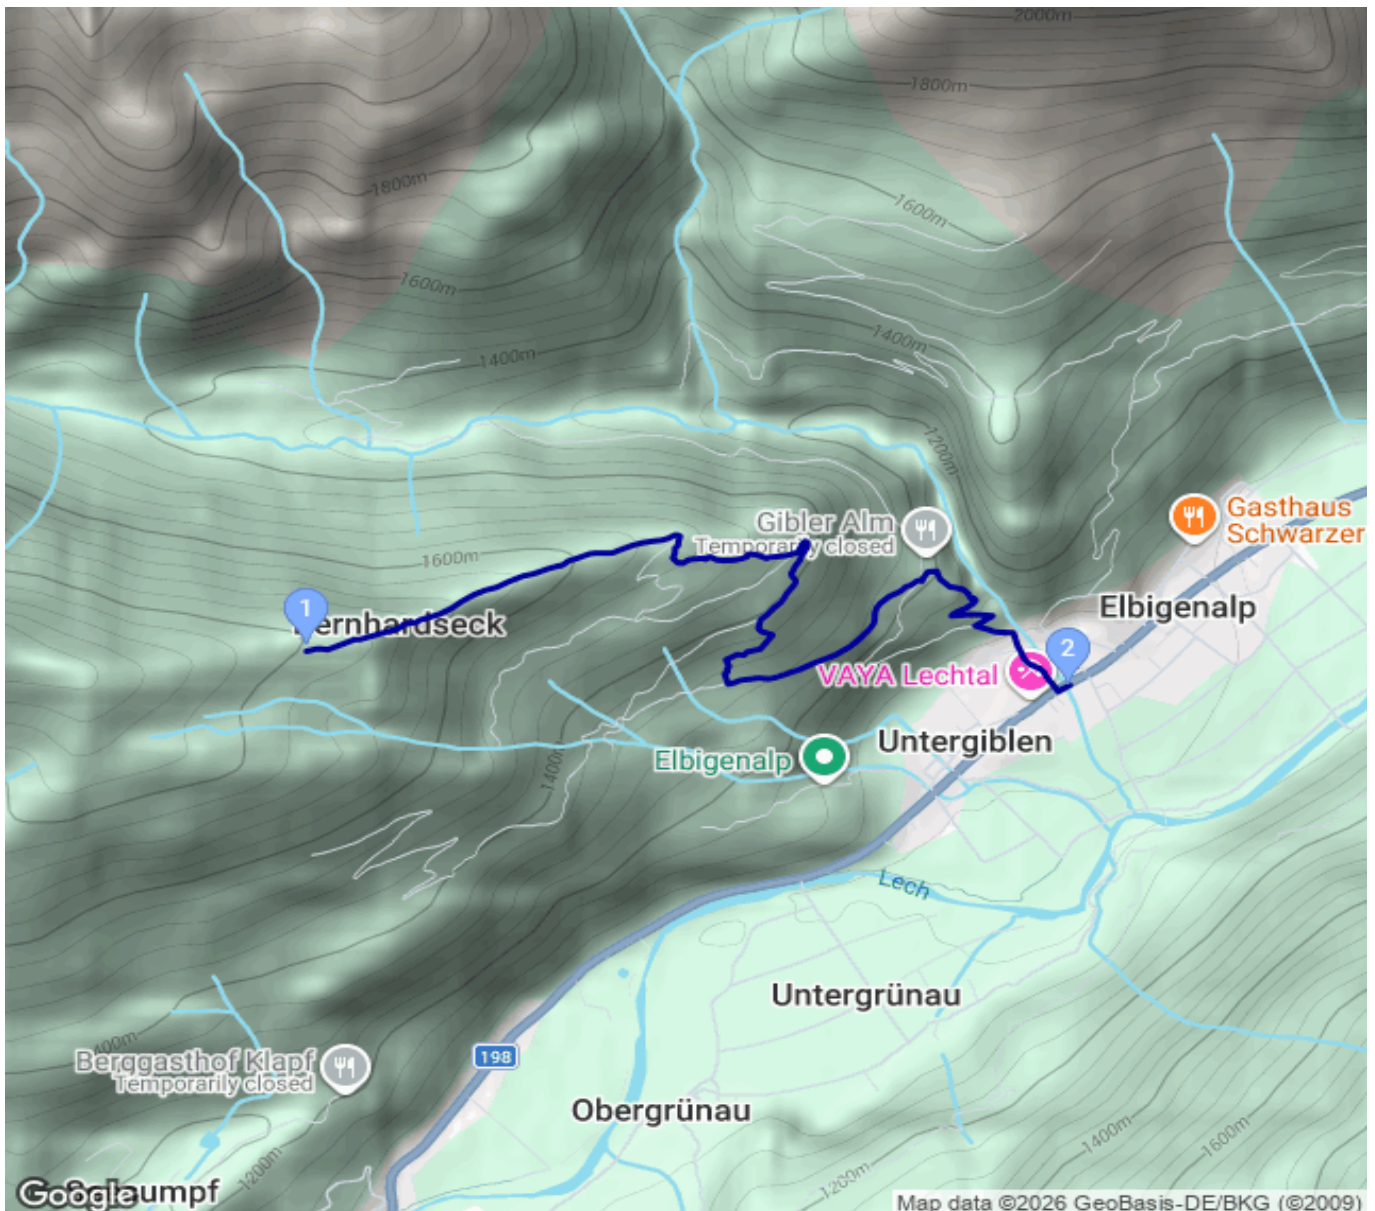 2000m
1800m
1800m
1600m
1600m
1400m
1400m
1200m
Gasthaus
Schwarzer
Gibler Alm
Temporarily closed
1600m
1
Bernhardseck
Elbigenalp
2
VAYA Lechtal
Untergiblen
Elbigenalp
1400m
Lech
Untergrünau
198
Berggasthof Klapf
Temporarily closed
Obergrünau
1400m
1600m
1200m
1200m
Google
Map data ©2026 GeoBasis-DE/BKG (©2009)